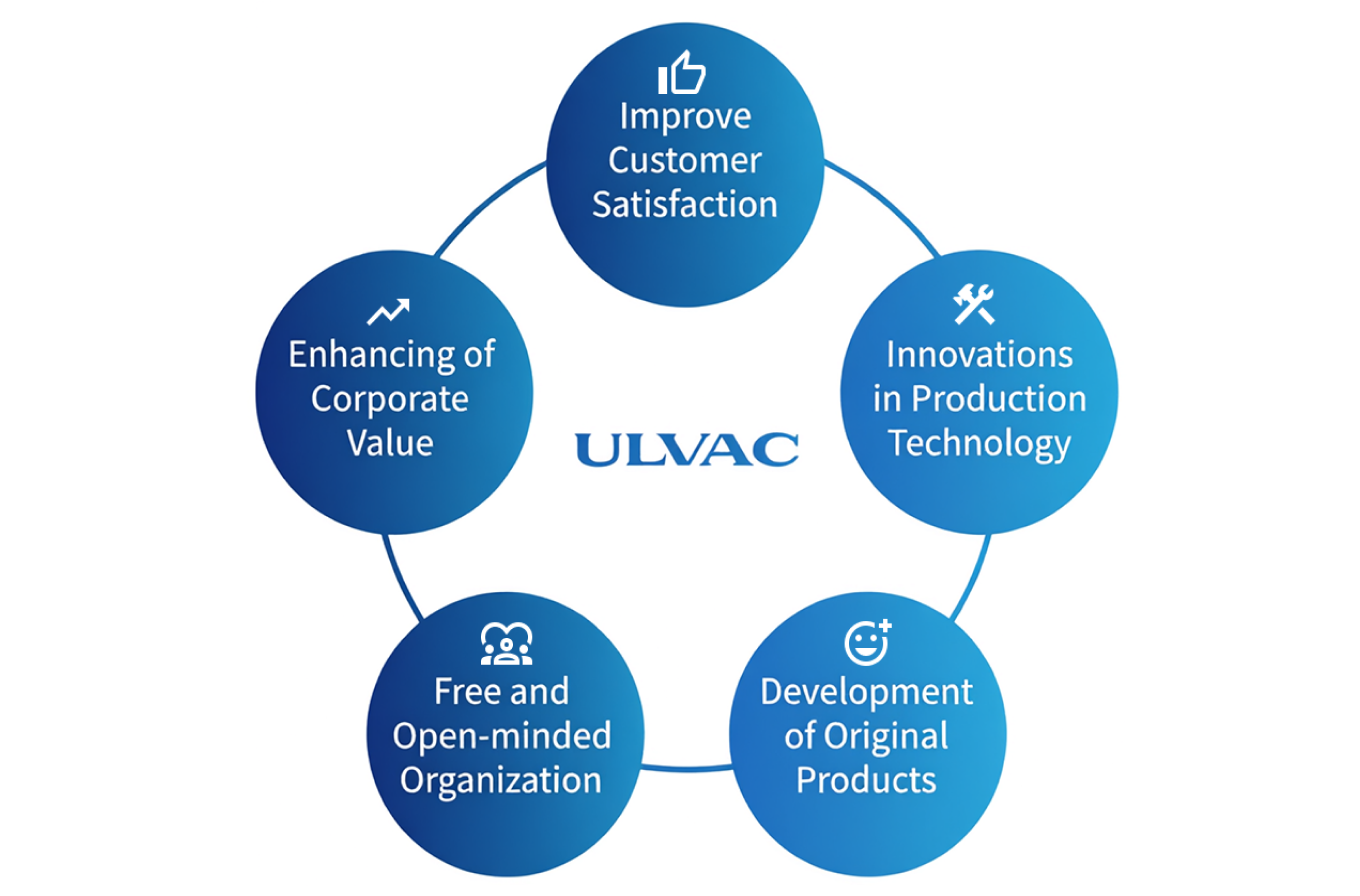 Improve
Customer
Satisfaction
Innovations
in Production
Technology
Development
of Original
Products
Free and
Open-minded
Organization
Enhancing of
Corporate
Value
ULVAC